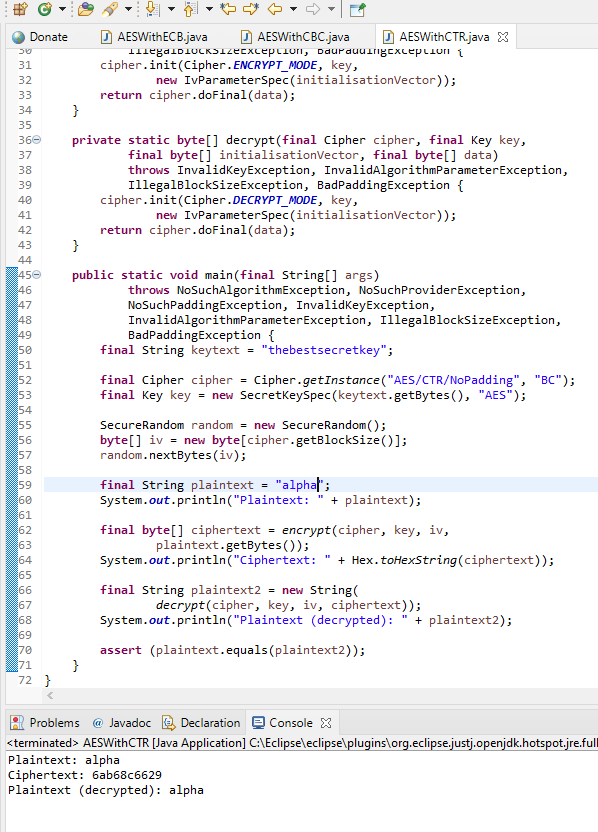 Donate AESWithECB.java AESWithCBC.java AESWithCTR.java
30 IllegalBlockSizeException, BadPaddingException {
31 cipher.init(Cipher.ENCRYPT_MODE, key,
32 new IvParameterSpec(initialisationVector));
33 return cipher.doFinal(data);
34 }
35
36 private static byte[] decrypt(final Cipher cipher, final Key key,
37 final byte[] initialisationVector, final byte[] data)
38 throws InvalidKeyException, InvalidAlgorithmParameterException,
39 IllegalBlockSizeException, BadPaddingException {
40 cipher.init(Cipher.DECRYPT_MODE, key,
41 new IvParameterSpec(initialisationVector));
42 return cipher.doFinal(data);
43 }
44
45 public static void main(final String[] args)
46 throws NoSuchAlgorithmException, NoSuchProviderException,
47 NoSuchPaddingException, InvalidKeyException,
48 InvalidAlgorithmParameterException, IllegalBlockSizeException,
49 BadPaddingException {
50 final String keytext = "thebestsecretkey";
51
52 final Cipher cipher = Cipher.getInstance("AES/CTR/NoPadding", "BC");
53 final Key key = new SecretKeySpec(keytext.getBytes(), "AES");
54
55 SecureRandom random = new SecureRandom();
56 byte[] iv = new byte[cipher.getBlockSize()];
57 random.nextBytes(iv);
58
59 final String plaintext = "alpha";
60 System.out.println("Plaintext: " + plaintext);
61
62 final byte[] ciphertext = encrypt(cipher, key, iv,
63 plaintext.getBytes());
64 System.out.println("Ciphertext: " + Hex.toHexString(ciphertext));
65
66 final String plaintext2 = new String(
67 decrypt(cipher, key, iv, ciphertext));
68 System.out.println("Plaintext (decrypted): " + plaintext2);
69
70 assert (plaintext.equals(plaintext2));
71 }
72 }
Problems @ Javadoc Declaration Console
<terminated> AESWithCTR [Java Application] C:\Eclipse\eclipse\plugins\org.eclipse.justj.openjdk.hotspot.jre.full
Plaintext: alpha
Ciphertext: 6ab68c6629
Plaintext (decrypted): alpha